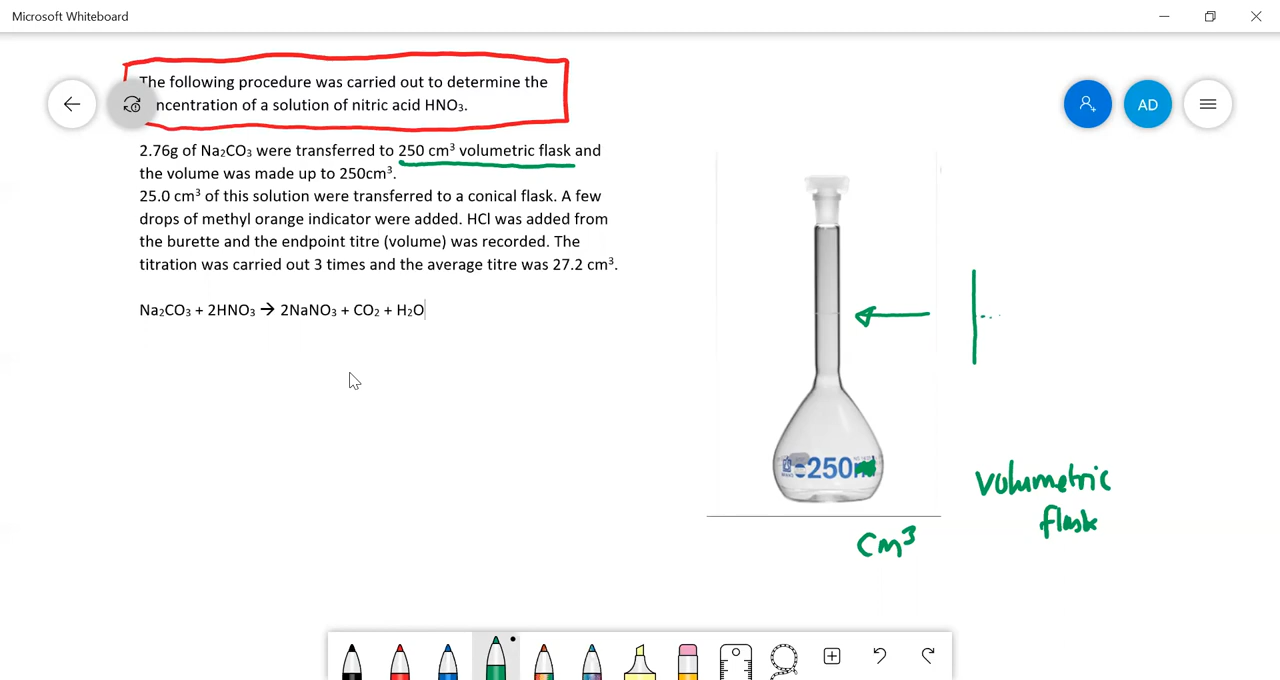 Microsoft Whiteboard
The following procedure was carried out to determine the
ncentration of a solution of nitric acid HNO₃.
2.76g of Na₂CO₃ were transferred to 250 cm³ volumetric flask and
the volume was made up to 250cm³.
25.0 cm³ of this solution were transferred to a conical flask. A few
drops of methyl orange indicator were added. HCl was added from
the burette and the endpoint titre (volume) was recorded. The
titration was carried out 3 times and the average titre was 27.2 cm³.
Na₂CO₃ + 2HNO₃ → 2NaNO₃ + CO₂ + H₂O
AD
250
cm³
volumetric
flask